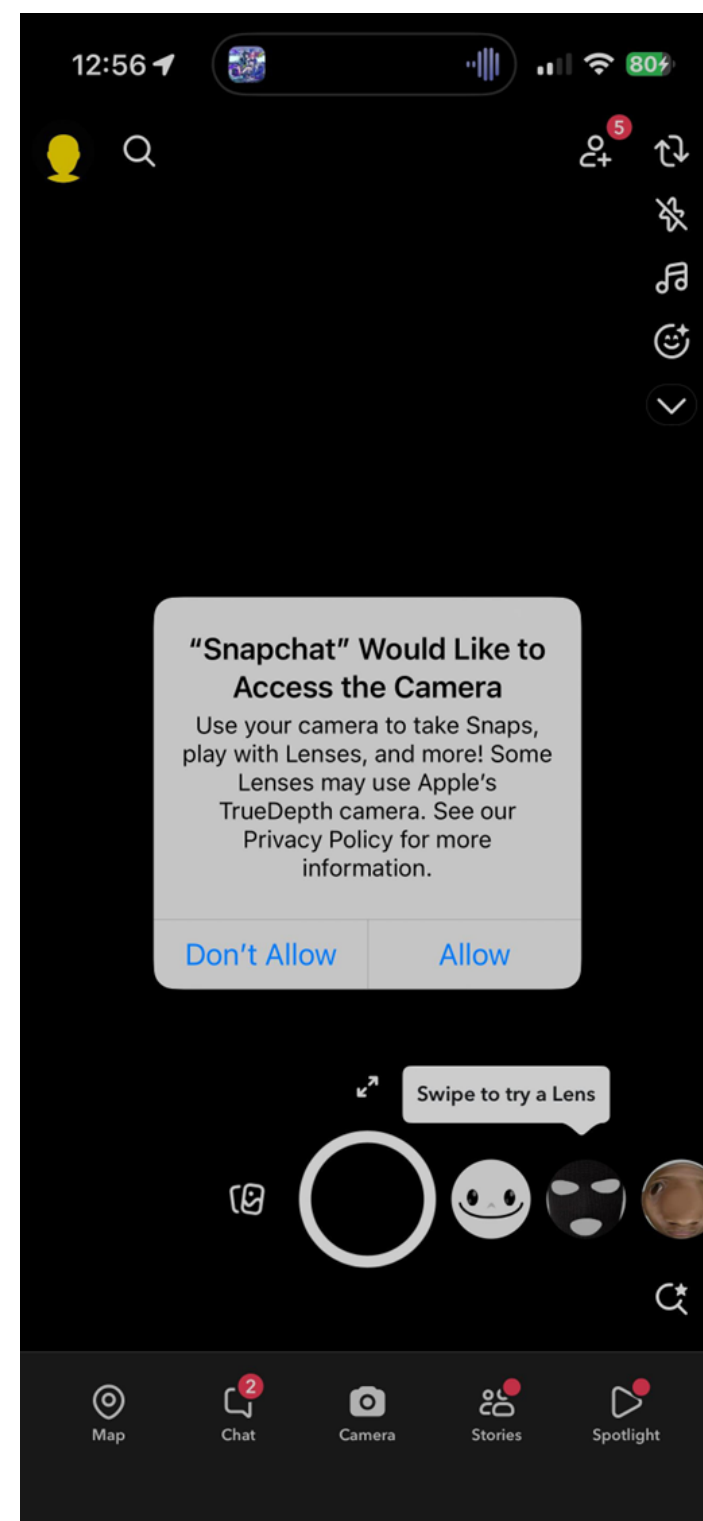 12:56
80
5
“Snapchat” Would Like to
Access the Camera
Use your camera to take Snaps,
play with Lenses, and more! Some
Lenses may use Apple’s
TrueDepth camera. See our
Privacy Policy for more
information.
Don’t Allow
Allow
Swipe to try a Lens
2
Map
Chat
Camera
Stories
Spotlight